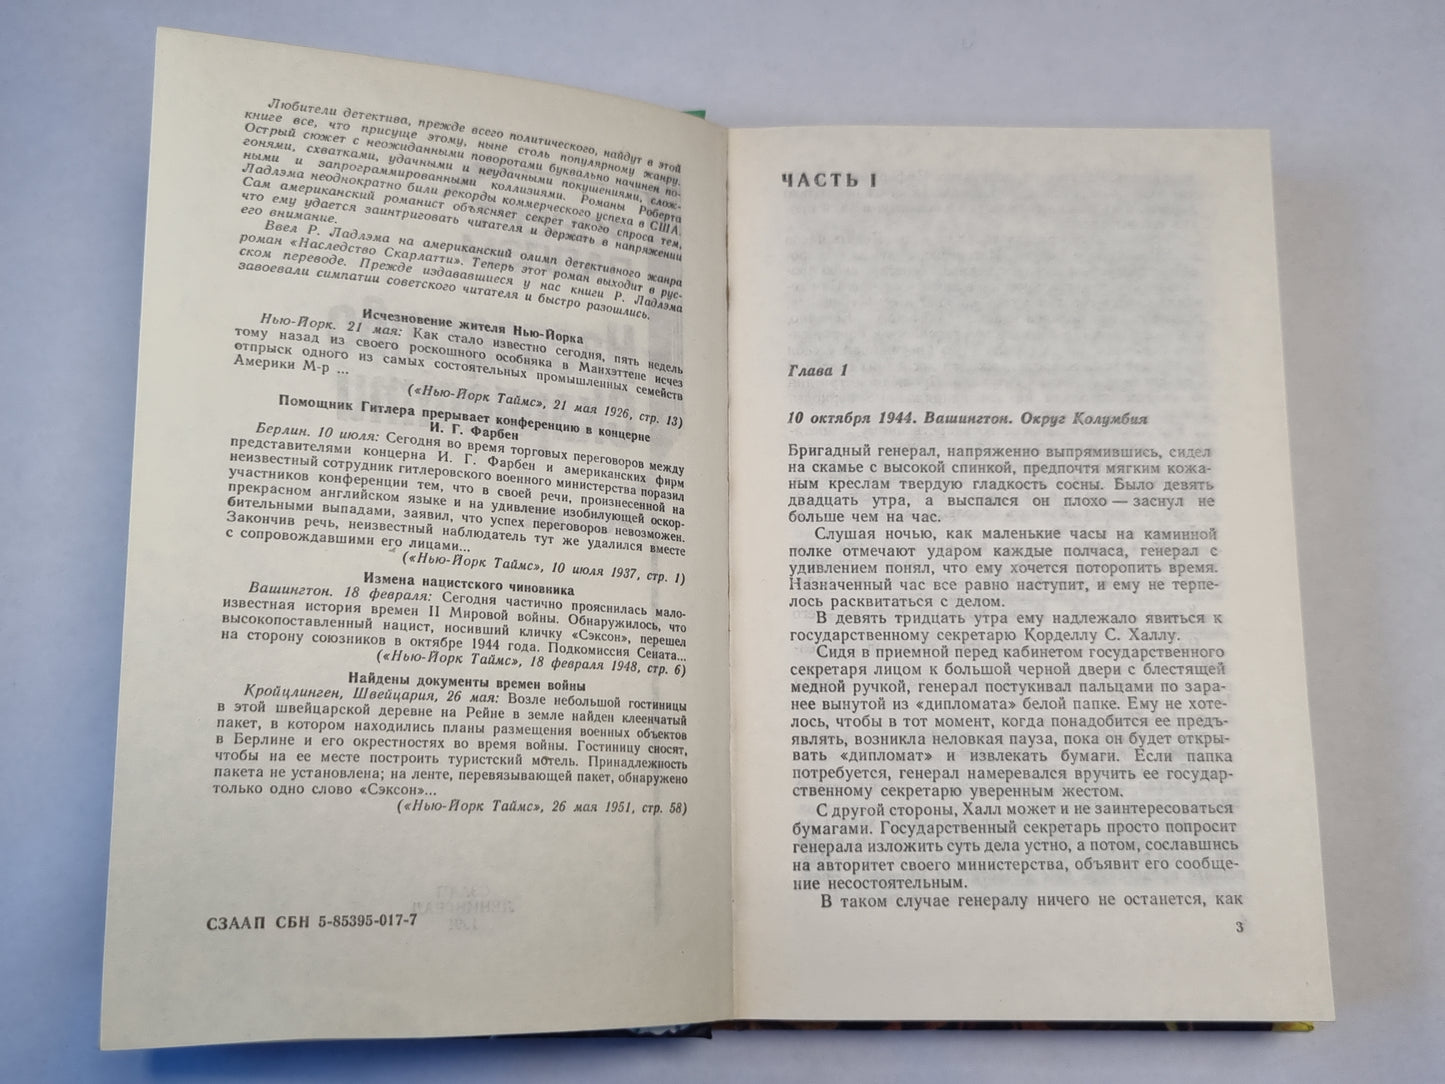 Любители детектива, прежде всего политического, найдут в этой
книге все, что присуще этому, ныне столь популярному жанру.
Острый сюжет с неожиданными поворотами буквально начинен по-
гонями, схватками, удачными и неудачными покушениями, слож-
ными и запрограммированными коллизиями. Романы Роберта
Ладлэма неоднократно били рекорды коммерческого успеха в США.
Сам американский романист объясняет секрет такого спроса тем,
что ему удается заинтриговать читателя и держать в напряжении
его внимание.
Ввел Р. Ладлэма на американский олимп детективного жанра
роман «Наследство Скарлатти». Теперь этот роман выходит в рус-
ском переводе. Прежде издававшиеся у нас книги Р. Ладлэма
завоевали симпатии советского читателя и быстро разошлись.
Исчезновение жителя Нью-Йорка
Нью-Йорк. 21 мая: Как стало известно сегодня, пять недель
тому назад из своего роскошного особняка в Манхэттене исчез
отпрыск одного из самых состоятельных промышленных семейств
Америки М-р ...
(«Нью-Йорк Таймс», 21 мая 1926, стр. 13)
Помощник Гитлера прерывает конференцию в концерне
И. Г. Фарбен
Берлин. 10 июля: Сегодня во время торговых переговоров между
представителями концерна И. Г. Фарбен и американских фирм
неизвестный сотрудник гитлеровского военного министерства поразил
участников конференции тем, что в своей речи, произнесенной на
прекрасном английском языке и на удивление изобилующей оскор-
бительными выпадами, заявил, что успех переговоров невозможен.
Закончив речь, неизвестный наблюдатель тут же удалился вместе
с сопровождавшими его лицами...
(«Нью-Йорк Таймс», 10 июля 1937, стр. 1)
Измена нацистского чиновника
Вашингтон. 18 февраля: Сегодня частично прояснилась мало-
известная история времен II Мировой войны. Обнаружилось, что
высокопоставленный нацист, носивший кличку «Сэксон», перешел
на сторону союзников в октябре 1944 года. Подкомиссия Сената...
(«Нью-Йорк Таймс», 18 февраля 1948, стр. 6)
Найдены документы времен войны
Кройцлинген, Швейцария, 26 мая: Возле небольшой гостиницы
в этой швейцарской деревне на Рейне в земле найден клеенчатый
пакет, в котором находились планы размещения военных объектов
в Берлине и его окрестностях во время войны. Гостиницу сносят,
чтобы на ее месте построить туристский мотель. Принадлежность
пакета не установлена; на ленте, перевязывающей пакет, обнаружено
только одно слово «Сэксон»...
(«Нью-Йорк Таймс», 26 мая 1951, стр. 58)
СЗААП СБН 5-85395-017-7
ЧАСТЬ I
Глава 1
10 октября 1944. Вашингтон. Округ Колумбия
Бригадный генерал, напряженно выпрямившись, сидел
на скамье с высокой спинкой, предпочтя мягким кожа-
ным креслам твердую гладкость сосны. Было девять
двадцать утра, а выспался он плохо — заснул не
больше чем на час.
Слушая ночью, как маленькие часы на каминной
полке отмечают ударом каждые полчаса, генерал с
удивлением понял, что ему хочется поторопить время.
Назначенный час все равно наступит, и ему не терпе-
лось расквитаться с делом.
В девять тридцать утра ему надлежало явиться к
государственному секретарю Корделлу С. Халлу.
Сидя в приемной перед кабинетом государственного
секретаря лицом к большой черной двери с блестящей
медной ручкой, генерал постукивал пальцами по зара-
нее вынутой из «дипломата» белой папке. Ему не хоте-
лось, чтобы в тот момент, когда понадобится ее предъ-
являть, возникла неловкая пауза, пока он будет откры-
вать «дипломат» и извлекать бумаги. Если папка
потребуется, генерал намеревался вручить ее государ-
ственному секретарю уверенным жестом.
С другой стороны, Халл может и не заинтересоваться
бумагами. Государственный секретарь просто попросит
генерала изложить суть дела устно, а потом, сославшись
на авторитет своего министерства, объявит его сообще-
ние несостоятельным.
В таком случае генералу ничего не останется, как
3